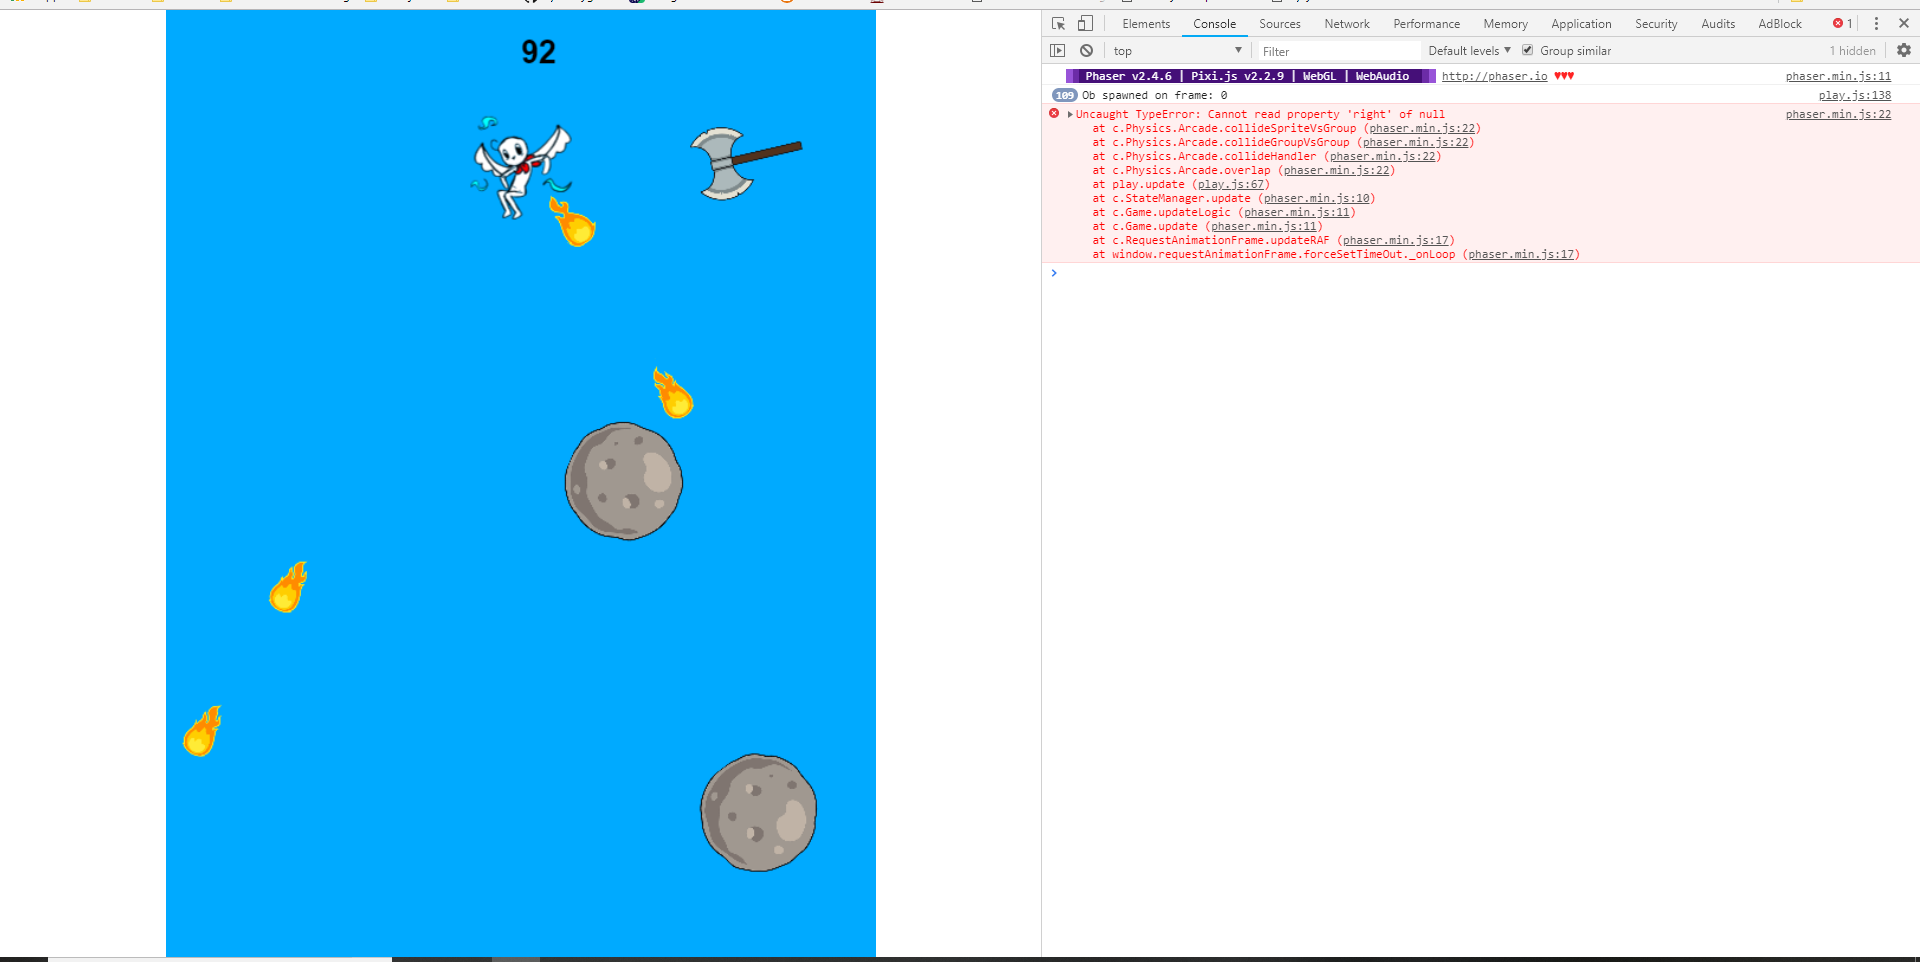 92
Elements Console Sources Network Performance Memory Application Security Audits AdBlock 1
top Filter Default levels Group similar 1 hidden
Phaser v2.4.6 | Pixi.js v2.2.9 | WebGL | WebAudio http://phaser.io ♥♥♥ phaser.min.js:11
109 Ob spawned on frame: 0 play.js:138
Uncaught TypeError: Cannot read property 'right' of null phaser.min.js:22
at c.Physics.Arcade.collideSpriteVsGroup (phaser.min.js:22)
at c.Physics.Arcade.collideGroupVsGroup (phaser.min.js:22)
at c.Physics.Arcade.collideHandler (phaser.min.js:22)
at c.Physics.Arcade.overlap (phaser.min.js:22)
at play.update (play.js:67)
at c.StateManager.update (phaser.min.js:10)
at c.Game.updateLogic (phaser.min.js:11)
at c.Game.update (phaser.min.js:11)
at c.RequestAnimationFrame.updateRAF (phaser.min.js:17)
at window.requestAnimationFrame.forceSetTimeOut._onLoop (phaser.min.js:17)